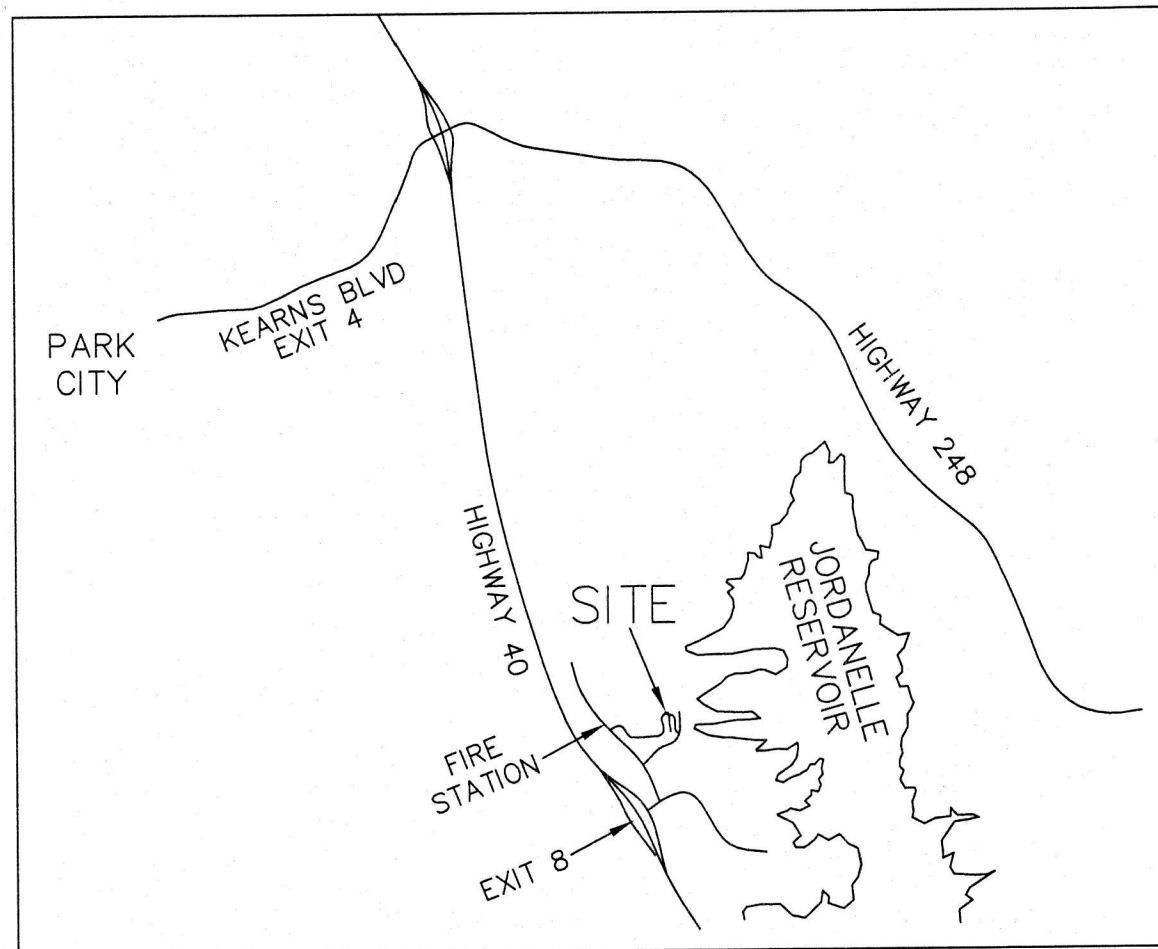 KEARNS BLVD
EXIT 4
PARK
CITY
HIGHWAY 248
HIGHWAY 40
JORDANELLE
RESERVOIR
SITE
FIRE
STATION
EXIT 8